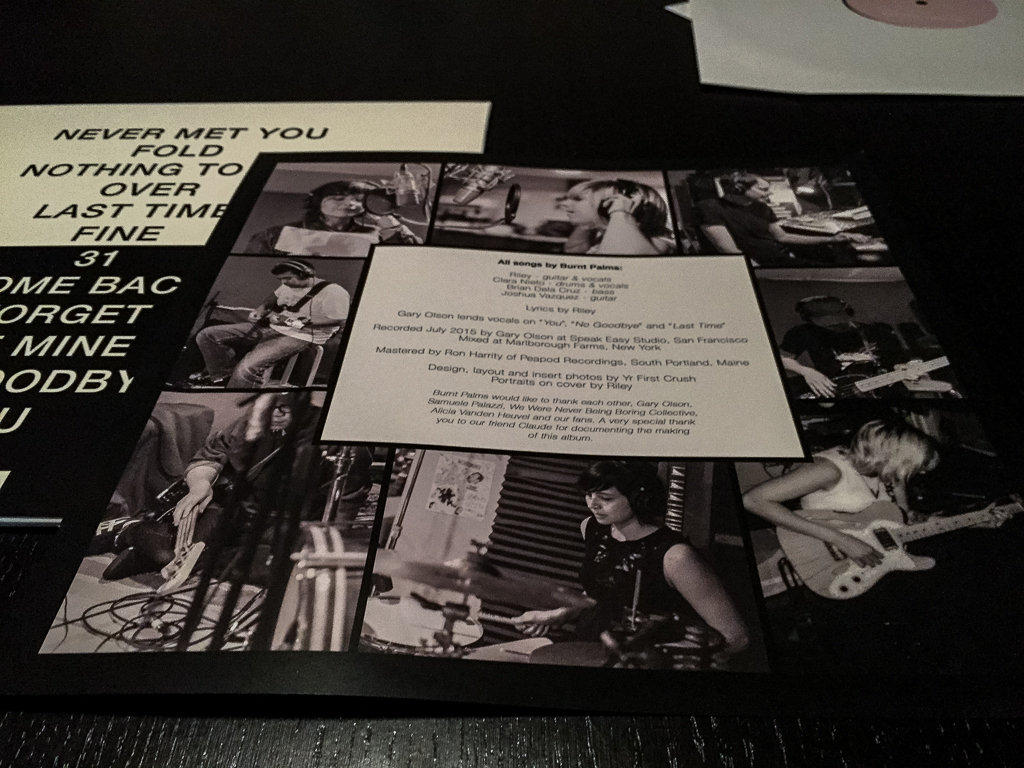 NEVER MET YOU
FOLD
NOTHING TO
OVER
LAST TIME
FINE
31
OME BAC
ORGET
MINE
OODBY
U
All songs by Burnt Palms:
Riley - guitar & vocals
Clara Nieto - drums & vocals
Brian Dela Cruz - bass
Joshua Vazquez - guitar
Lyrics by Riley
Gary Olson lends vocals on "You", "No Goodbye" and "Last Time"
Recorded July 2015 by Gary Olson at Speak Easy Studio, San Francisco
Mixed at Marlborough Farms, New York
Mastered by Ron Harrity of Peapod Recordings, South Portland, Maine
Design, layout and insert photos by Yr First Crush
Portraits on cover by Riley
Burnt Palms would like to thank each other, Gary Olson,
Samuele Palazzi, We Were Never Being Boring Collective,
Alicia Vanden Heuvel and our fans. A very special thank
you to our friend Claude for documenting the making
of this album.